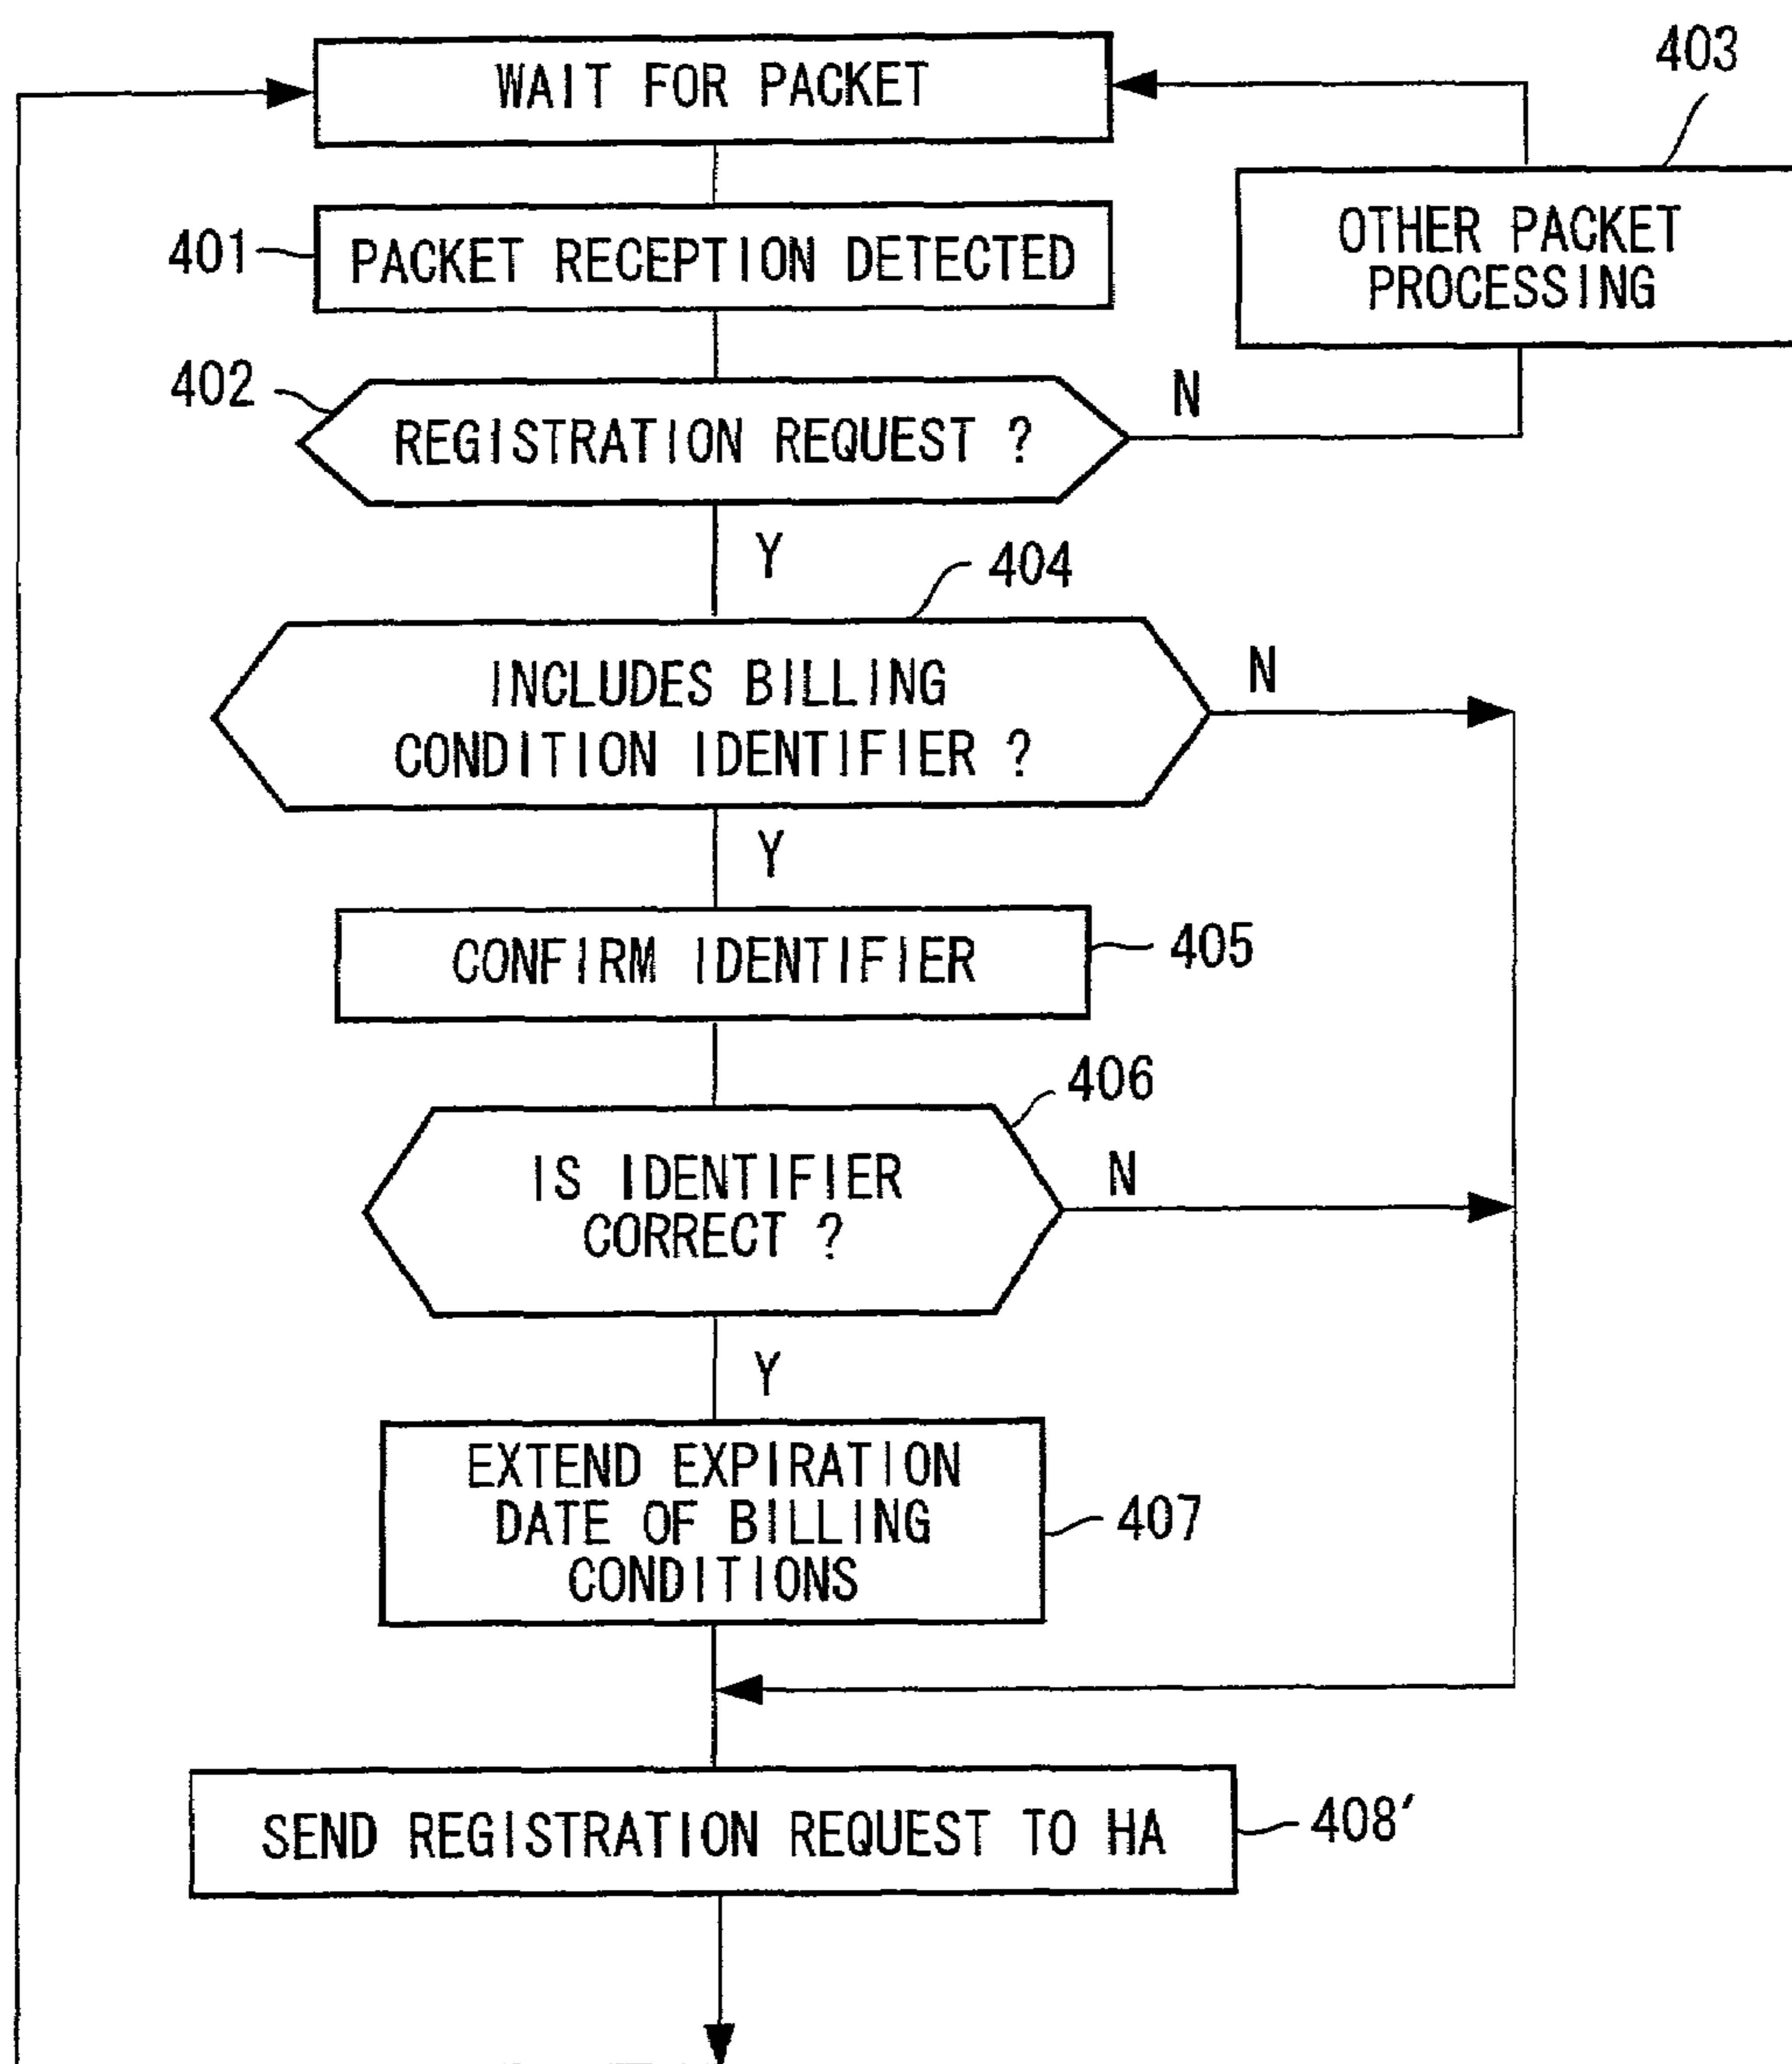 WAIT FOR PACKET
403
401
PACKET RECEPTION DETECTED
OTHER PACKET
PROCESSING
402
REGISTRATION REQUEST ?
N
Y
404
INCLUDES BILLING
CONDITION IDENTIFIER ?
N
Y
CONFIRM IDENTIFIER
405
406
IS IDENTIFIER
CORRECT ?
N
Y
EXTEND EXPIRATION
DATE OF BILLING
CONDITIONS
407
SEND REGISTRATION REQUEST TO HA
408'